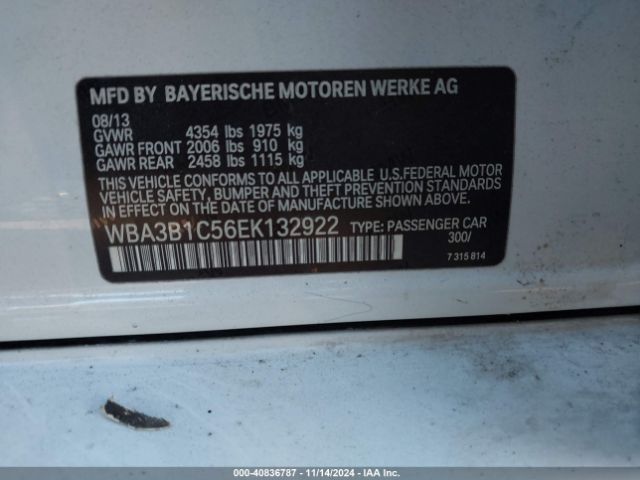 MFD BY BAYERISCHE MOTOREN WERKE AG
08/13
GVWR 4354 lbs 1975 kg
GAWR FRONT 2006 lbs 910 kg
GAWR REAR 2458 lbs 1115 kg
THIS VEHICLE CONFORMS TO ALL APPLICABLE U.S.FEDERAL MOTOR
VEHICLE SAFETY, BUMPER AND THEFT PREVENTION STANDARDS
IN EFFECT ON THE DATE OF MANUFACTURE SHOWN ABOVE.
WBA3B1C56EK132922 TYPE: PASSENGER CAR
300/
7 315 814
000-40836787 - 11/14/2024 - IAA Inc.